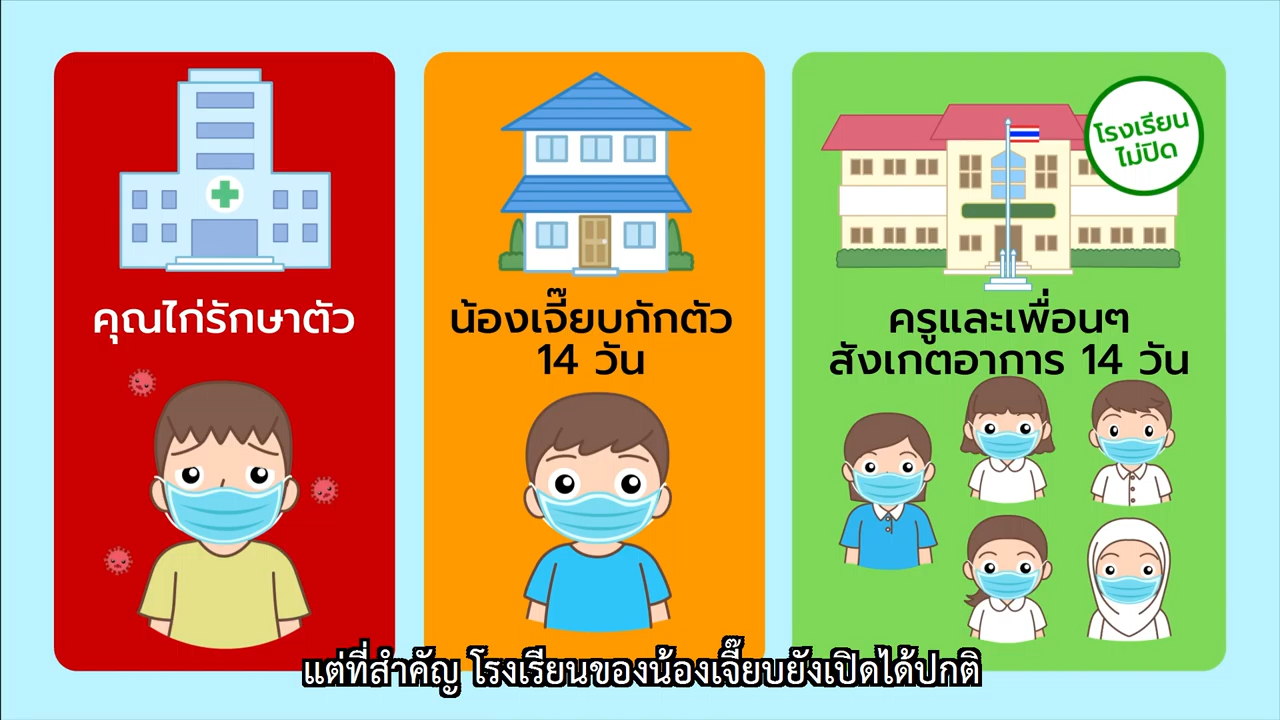 โรงเรียน
ไม่ปิด
คุณไก่รักษาตัว
น้องเจี๊ยบกักตัว
14 วัน
ครูและเพื่อนๆ
สังเกตอาการ 14 วัน
แต่ที่สำคัญ โรงเรียนของน้องเจี๊ยบยังเปิดได้ปกติ